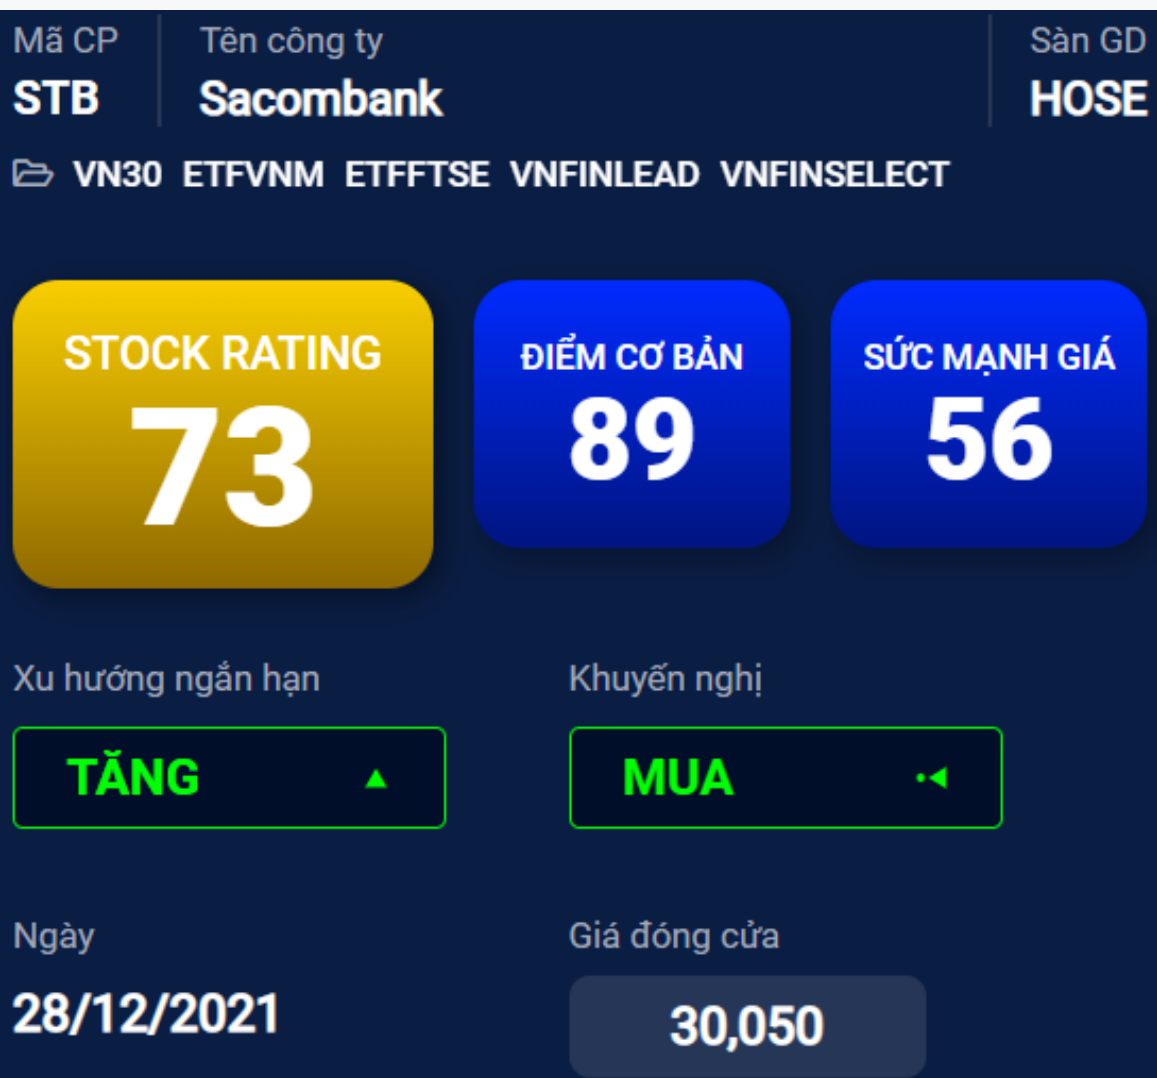 Mã CP Tên công ty Sàn GD
STB Sacombank HOSE
VN30 ETFVNM ETFFTSE VNFINLEAD VNFINSELECT
STOCK RATING ĐIỂM CƠ BẢN SỨC MẠNH GIÁ
73 89 56
Xu hướng ngắn hạn Khuyến nghị
TĂNG MUA
Ngày Giá đóng cửa
28/12/2021 30,050